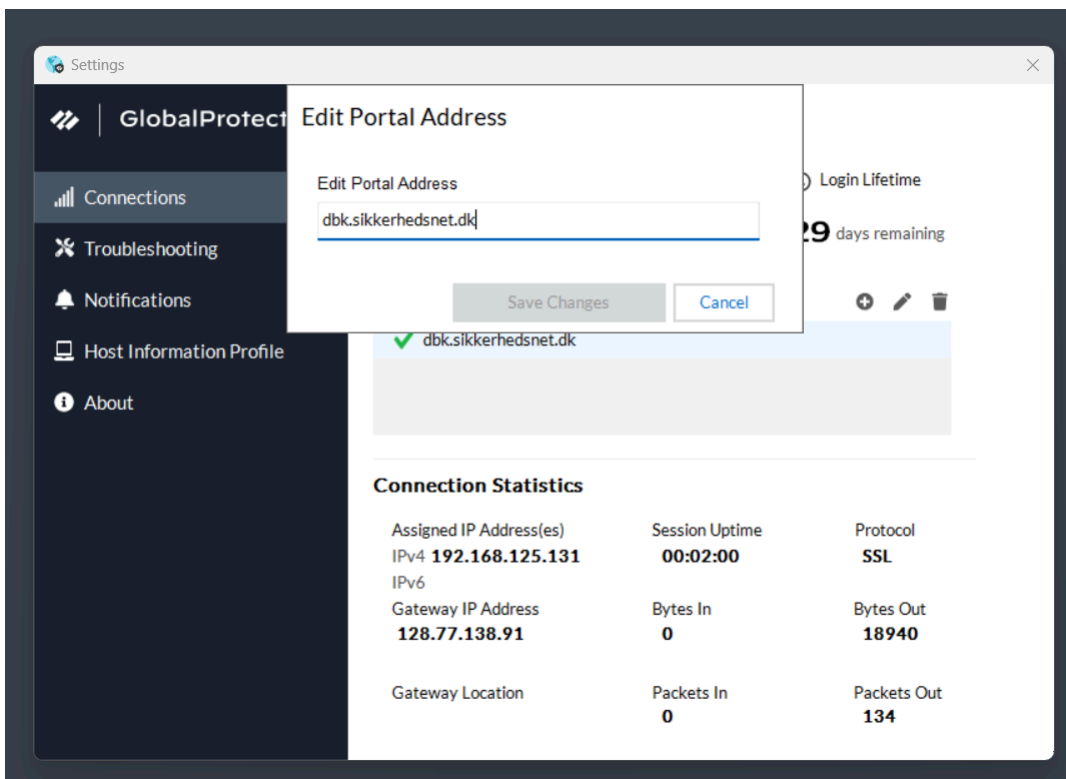 Settings
GlobalProtect
Edit Portal Address
Edit Portal Address
dbk.sikkerhedsnet.dk
Save Changes
Cancel
Connections
Troubleshooting
Notifications
Host Information Profile
About
Login Lifetime
29 days remaining
dbk.sikkerhedsnet.dk
Connection Statistics
Assigned IP Address(es)
IPv4 192.168.125.131
IPv6
Session Uptime
00:02:00
Protocol
SSL
Gateway IP Address
128.77.138.91
Bytes In
0
Bytes Out
18940
Gateway Location
Packets In
0
Packets Out
134